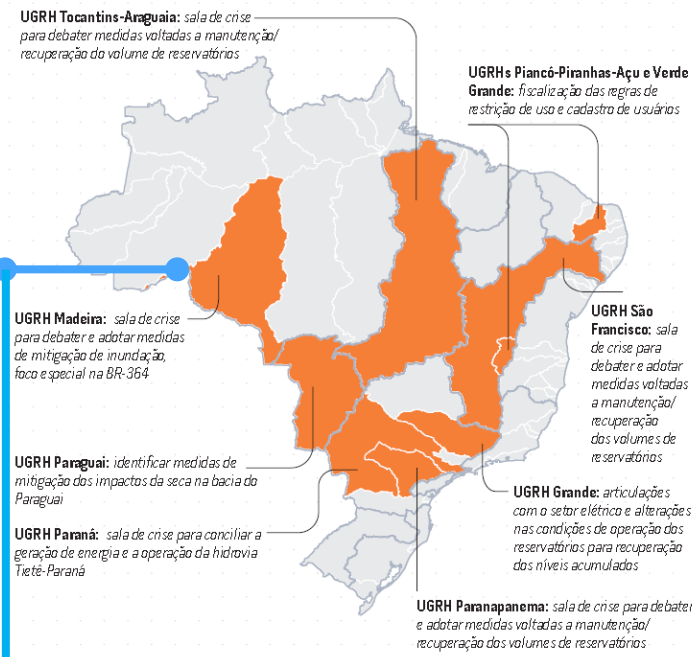 UGRH Tocantins-Araguaia: sala de crise
para debater medidas voltadas a manutenção/
recuperação do volume de reservatórios
UGRHs Piancó-Piranhas-Açu e Verde
Grande: fiscalização das regras de
restrição de uso e cadastro de usuários
UGRH Madeira: sala de crise
para debater e adotar medidas
de mitigação de inundação,
foco especial na BR-364
UGRH São
Francisco: sala
de crise para
debater e adotar
medidas voltadas
a manutenção/
recuperação
dos volumes de
reservatórios
UGRH Paraguai: identificar medidas de
mitigação dos impactos da seca na bacia do
Paraguai
UGRH Grande: articulações
com o setor elétrico e alterações
nas condições de operação dos
reservatórios para recuperação
dos níveis acumulados
UGRH Paraná: sala de crise para conciliar a
geração de energia e a operação da hidrovia
Tietê-Paraná
UGRH Paranapanema: sala de crise para debater
e adotar medidas voltadas a manutenção/
recuperação dos volumes de reservatórios